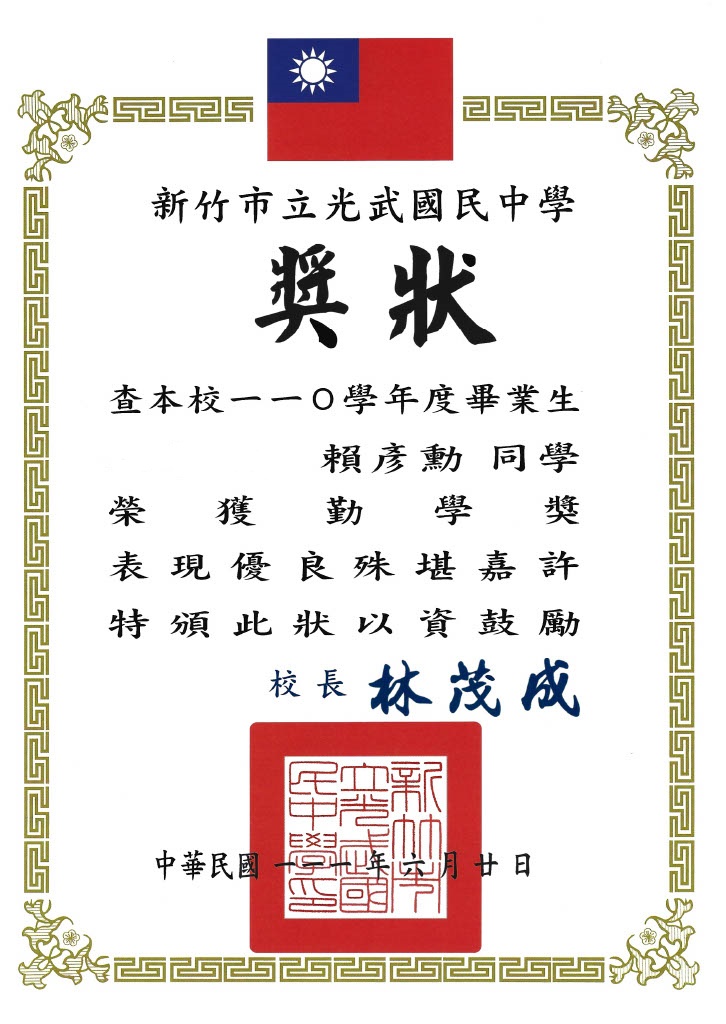 新竹市立光武國民中學
獎狀
查本校一一○學年度畢業生
賴彥勳 同學
榮獲勤學獎
表現優良殊堪嘉許
特頒此狀以資鼓勵
校長 林茂成
新竹市立光武國民中學印
中華民國一一一年六月廿日